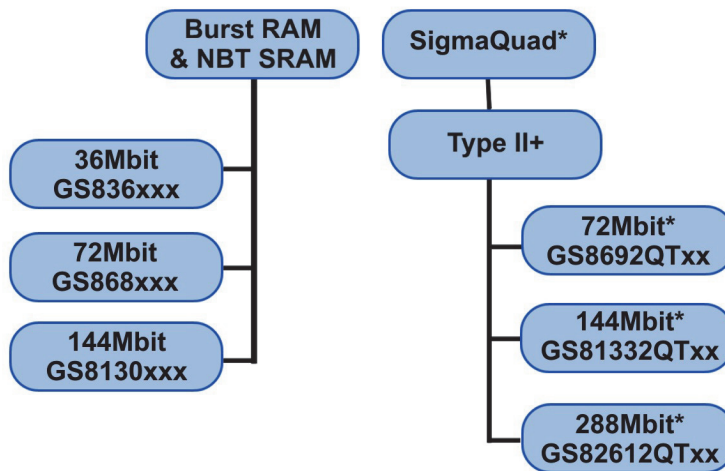 Burst RAM
& NBT SRAM
36Mbit
GS836xxx
72Mbit
GS868xxx
144Mbit
GS8130xxx
SigmaQuad*
Type II+
72Mbit*
GS8692QTxx
144Mbit*
GS81332QTxx
288Mbit*
GS82612QTxx